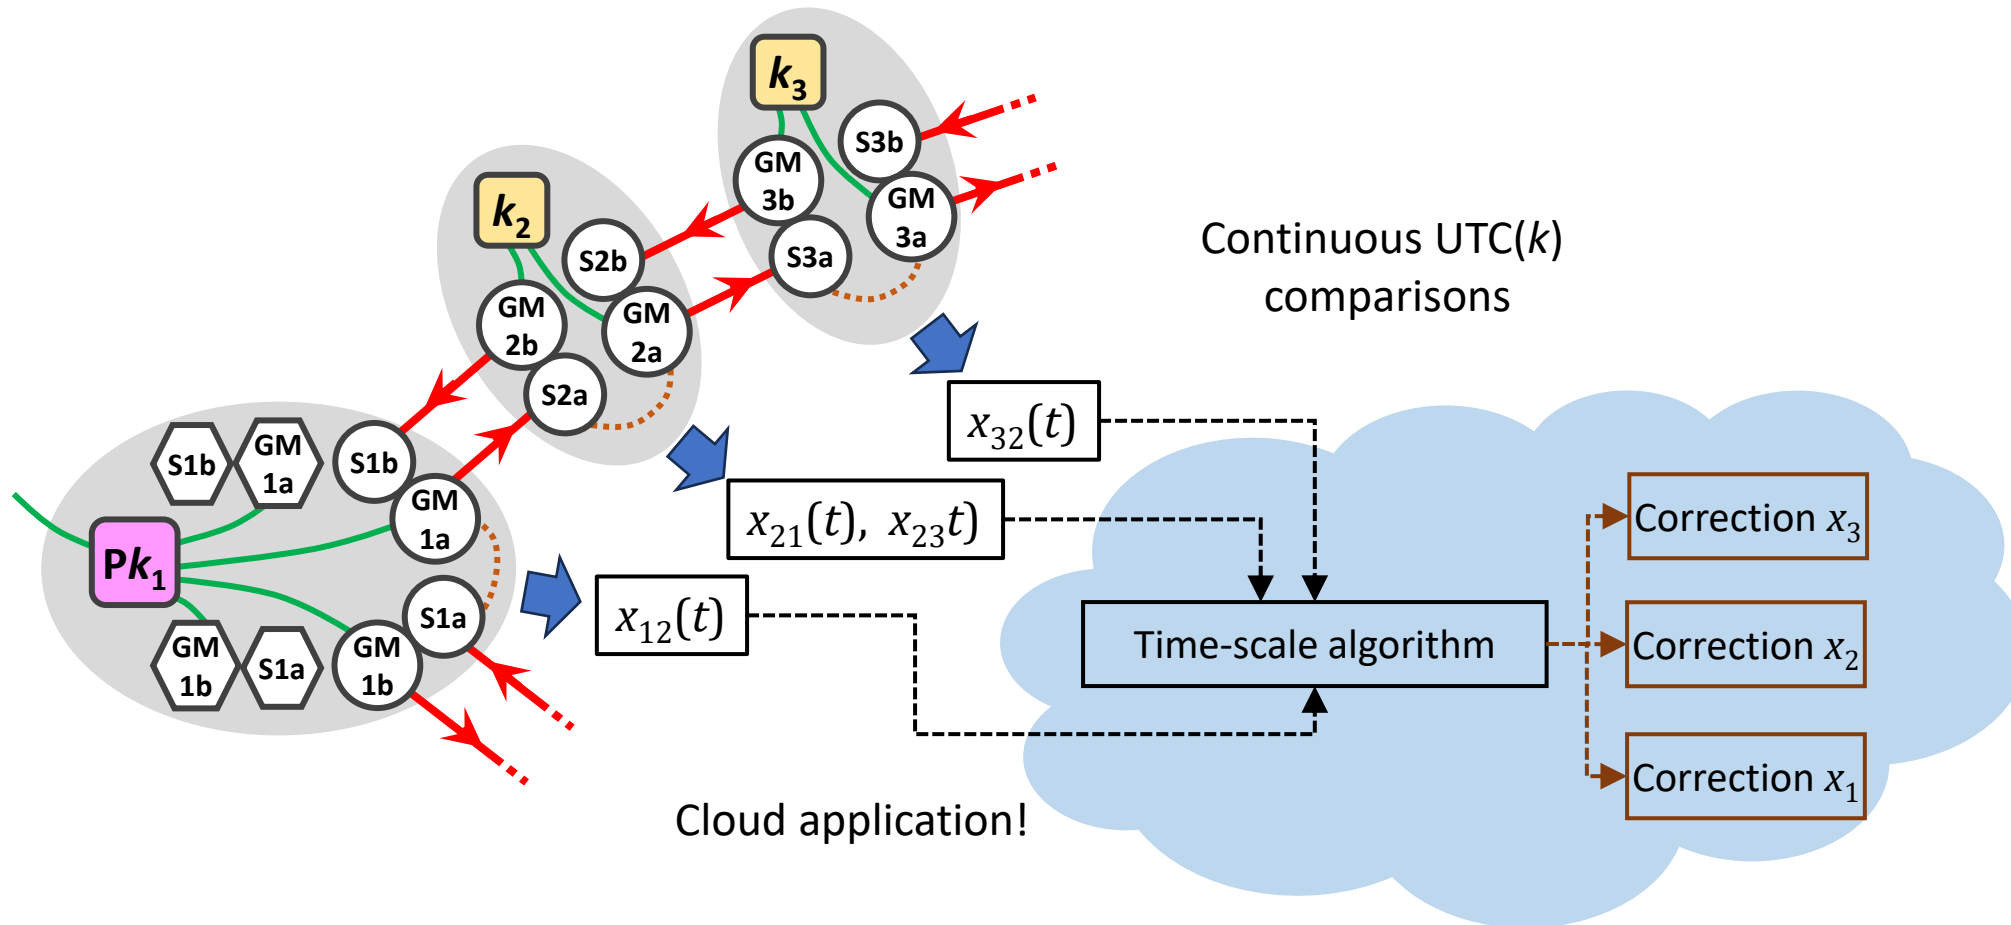 k₃
S3b
GM
3b
GM
3a
S3a
k₂
S2b
GM
2b
GM
2a
S2a
Continuous UTC(k)
comparisons
x₃₂(t)
S1b
GM
1a
S1b
GM
1a
x₂₁(t), x₂₃t)
Correction x₃
Pk₁
S1a
x₁₂(t)
Time-scale algorithm
Correction x₂
GM
1b
S1a
GM
1b
Correction x₁
Cloud application!